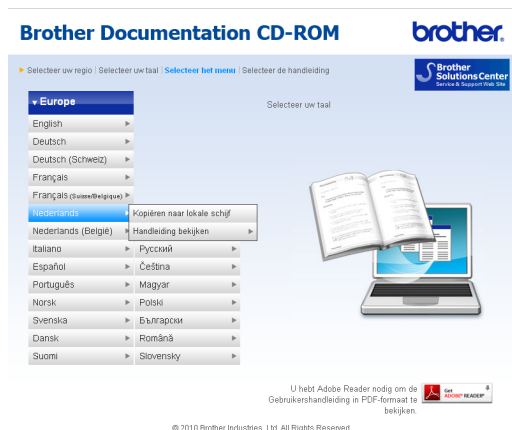 Brother Documentation CD-ROM
brother.
Selecteer uw regio | Selecteer uw taal | Selecteer het menu | Selecteer de handleiding
Brother
Solutions Center
Service & Support Web Site
Europe
Selecteer uw taal
English
Deutsch
Deutsch (Schweiz)
Français
Français (Suisse/Belgique)
Nederlands
Kopiëren naar lokale schijf
Nederlands (België)
Handleiding bekijken
Italiano
Русский
Español
Čeština
Português
Magyar
Norsk
Polski
Svenska
Български
Dansk
Română
Suomi
Slovensky
U hebt Adobe Reader nodig om de
Gebruikershandleiding in PDF-formaat te
bekijken.
Get
ADOBE® READER®
© 2010 Brother Industries, Ltd. All Rights Reserved.